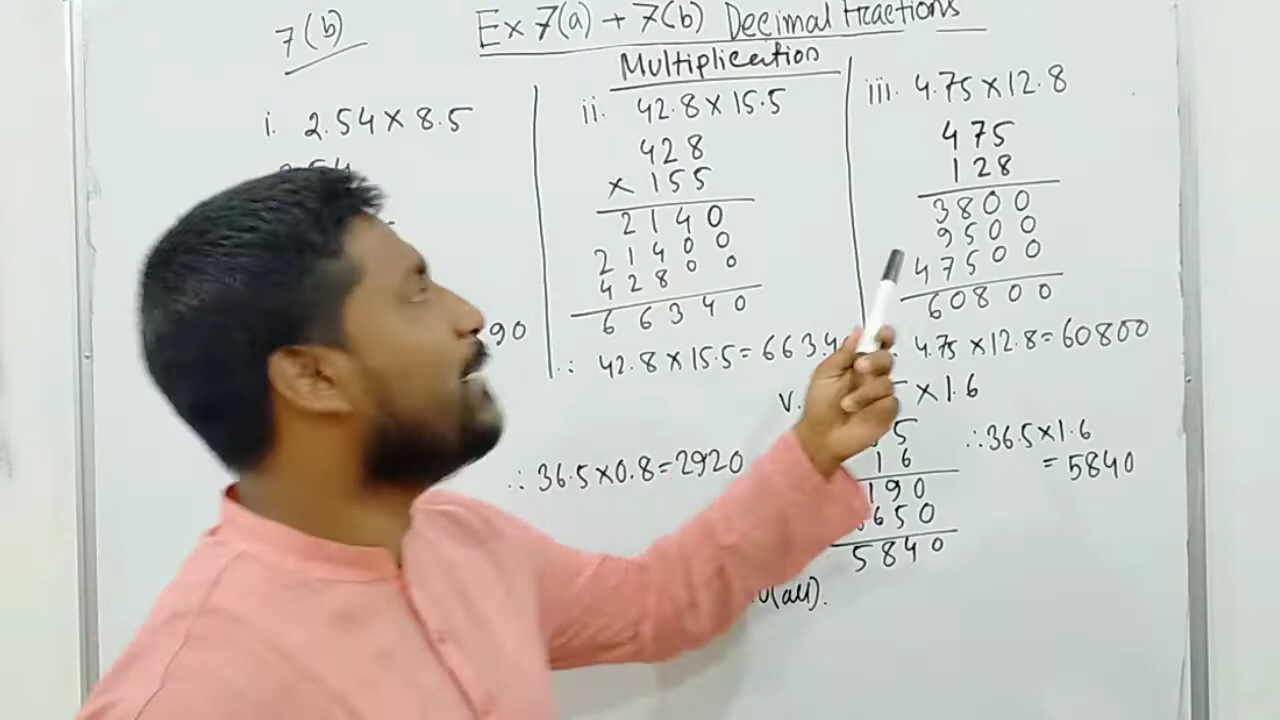 7(b)
Ex 7(a) + 7(b) Decimal Fractions
Multiplication
i. 2.54 × 8.5
90
ii. 42.8 × 15.5
428
× 155
2140
21400
42800
66340
∴ 42.8 × 15.5 = 663.4
iii. 4.75 × 12.8
475
128
3800
9500
47500
60800
4.75 × 12.8 = 60800
∴ 36.5 × 0.8 = 2920
v. × 1.6
5
16
190
650
5840
∴ 36.5 × 1.6
= 5840
(all).